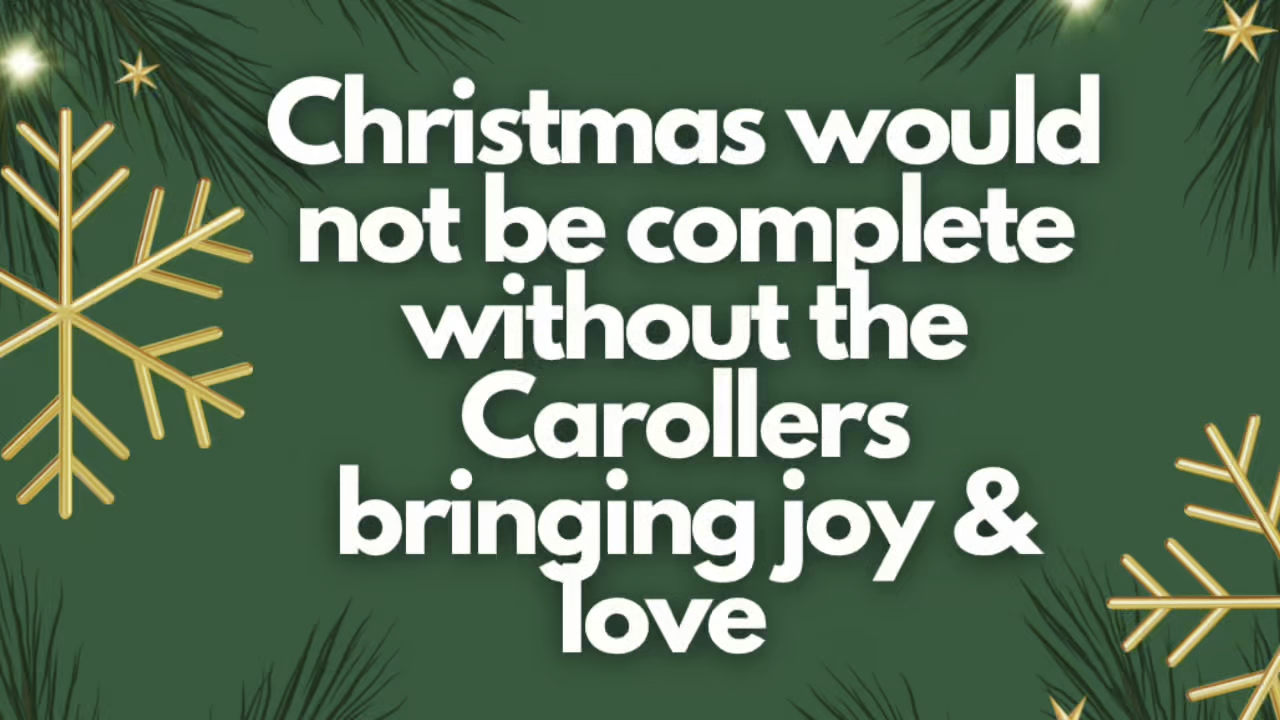 Christmas would
not be complete
without the
Carollers
bringing joy &
love